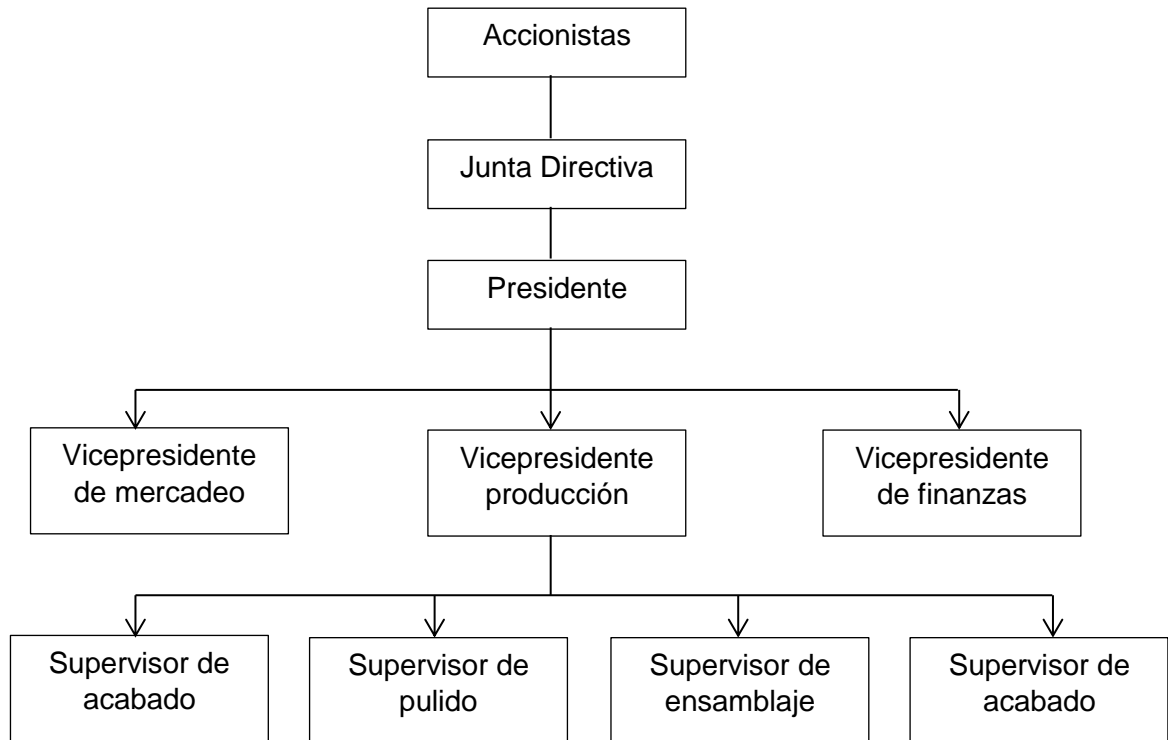 Accionistas
Junta Directiva
Presidente
Vicepresidente
de mercadeo
Vicepresidente
producción
Vicepresidente
de finanzas
Supervisor de
acabado
Supervisor de
pulido
Supervisor de
ensamblaje
Supervisor de
acabado